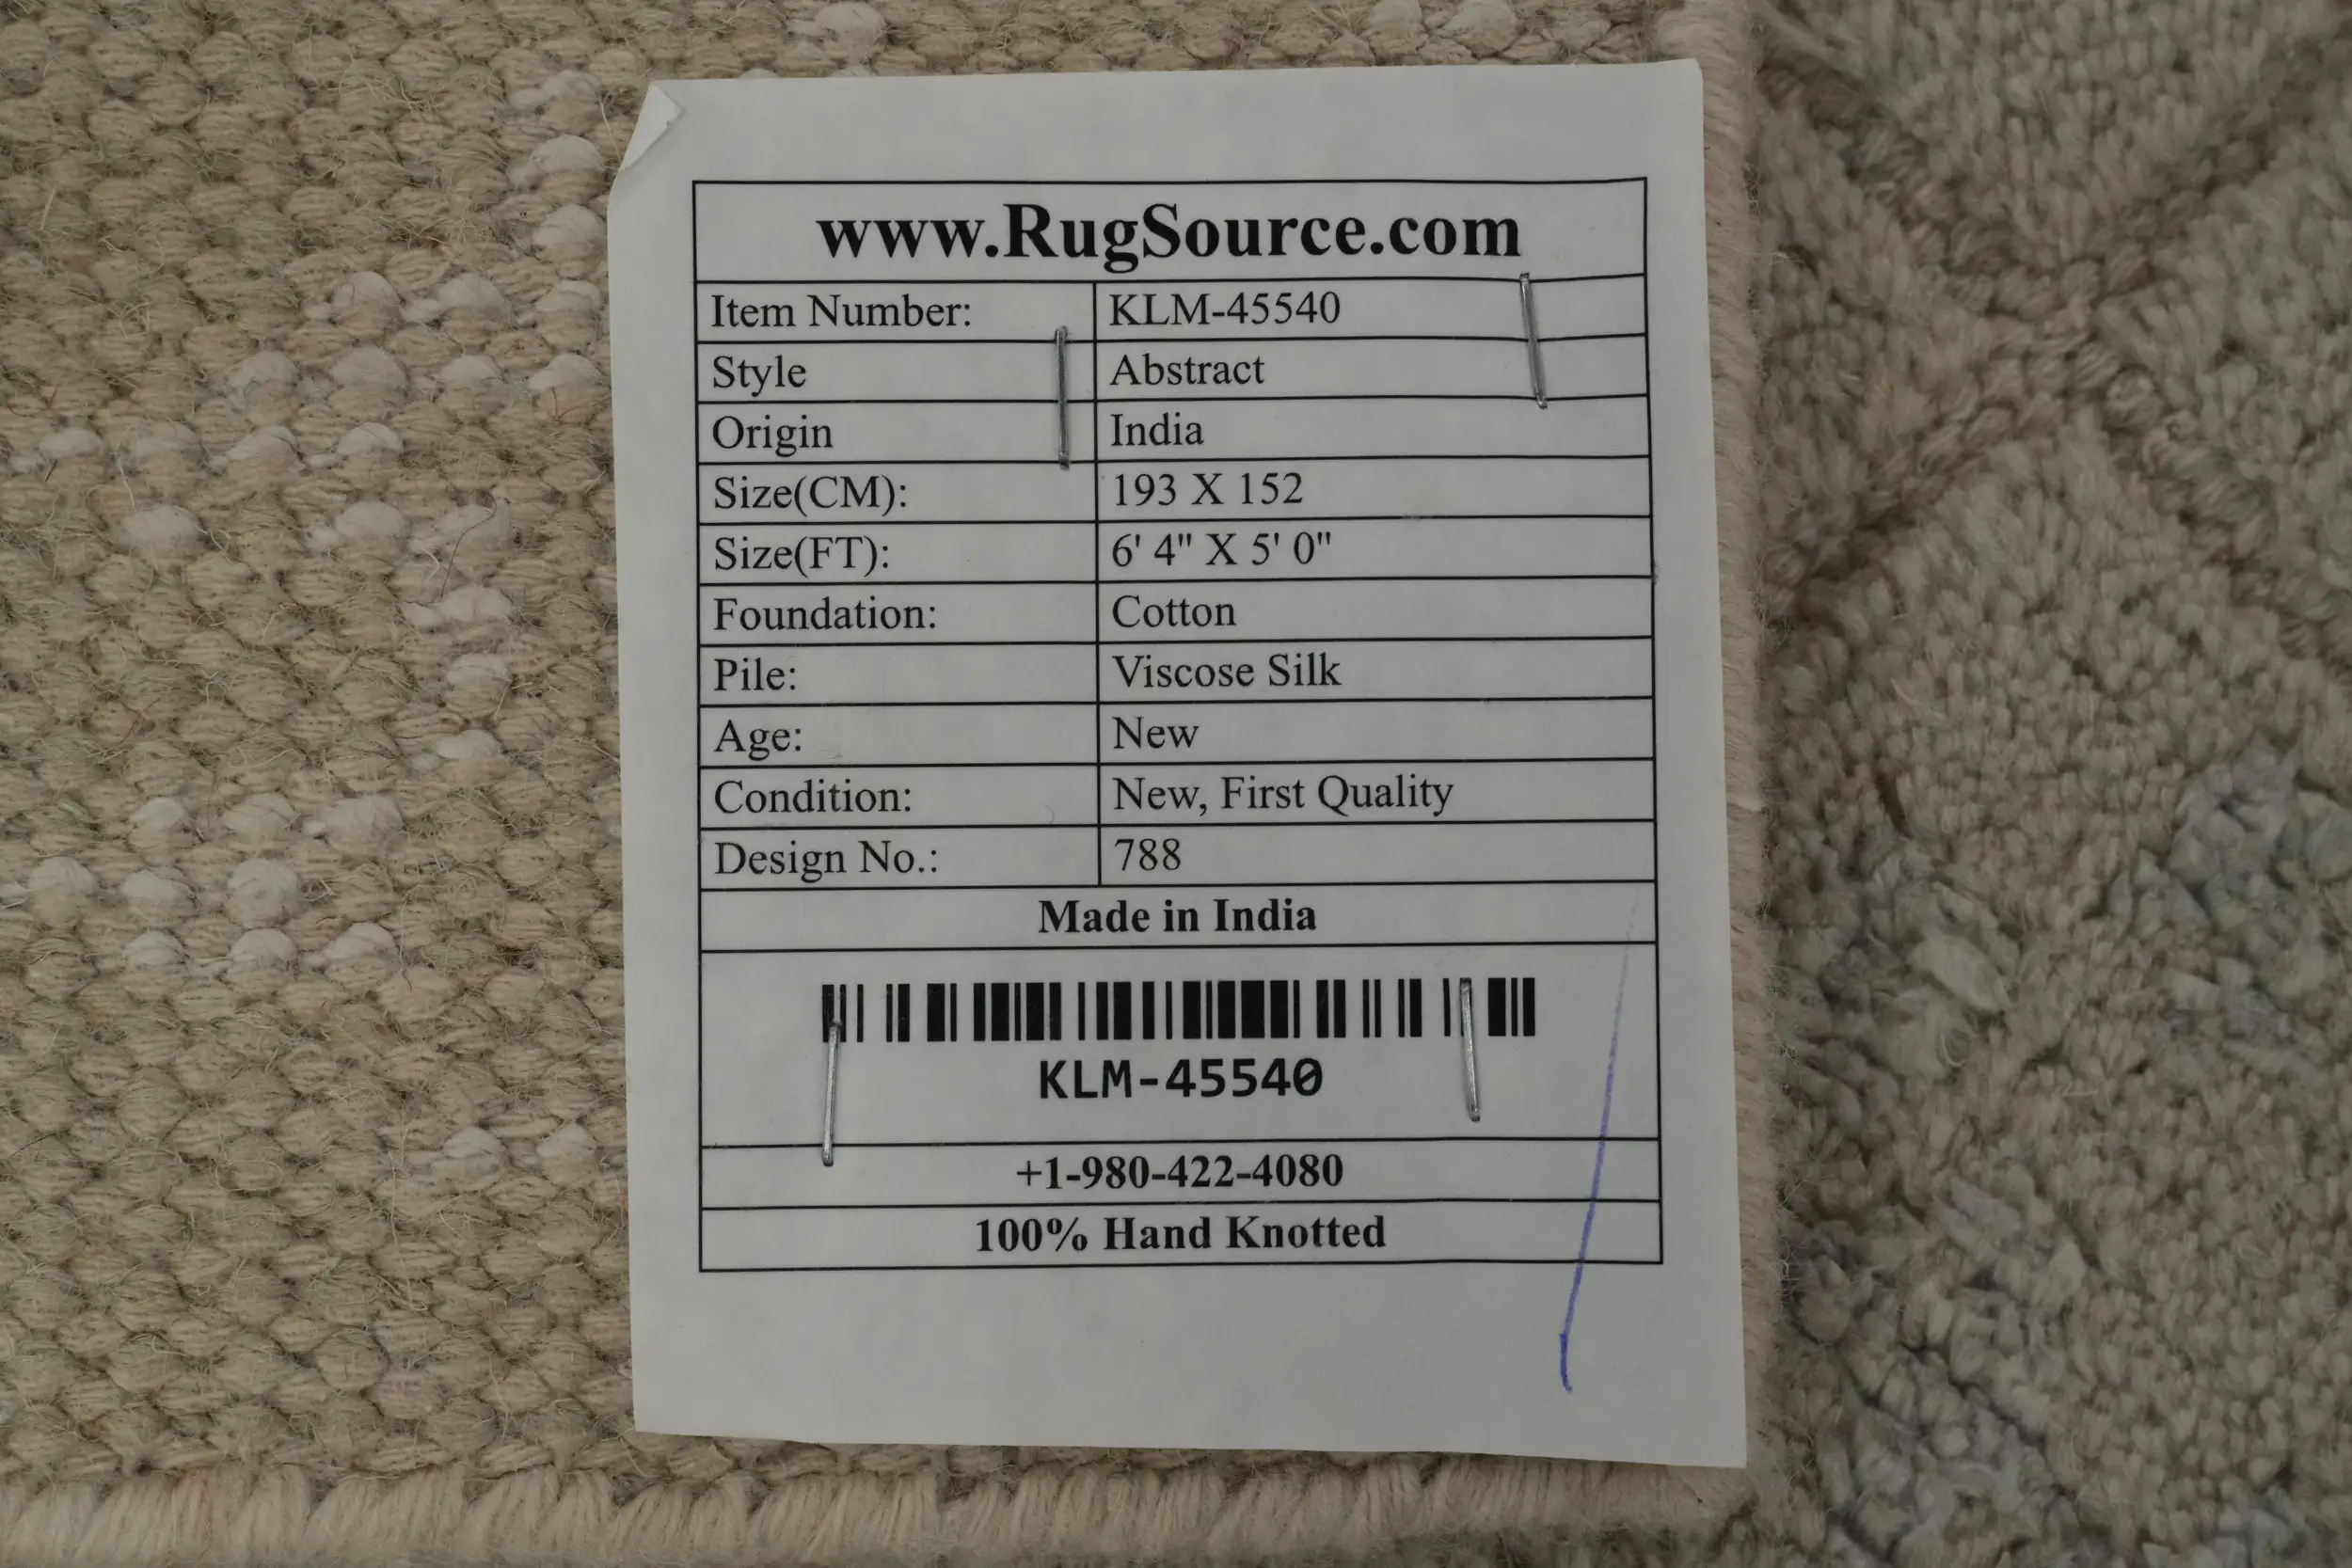 www.RugSource.com
Item Number: KLM-45540
Style Abstract
Origin India
Size(CM): 193 X 152
Size(FT): 6' 4" X 5' 0"
Foundation: Cotton
Pile: Viscose Silk
Age: New
Condition: New, First Quality
Design No.: 788
Made in India
KLM-45540
+1-980-422-4080
100% Hand Knotted